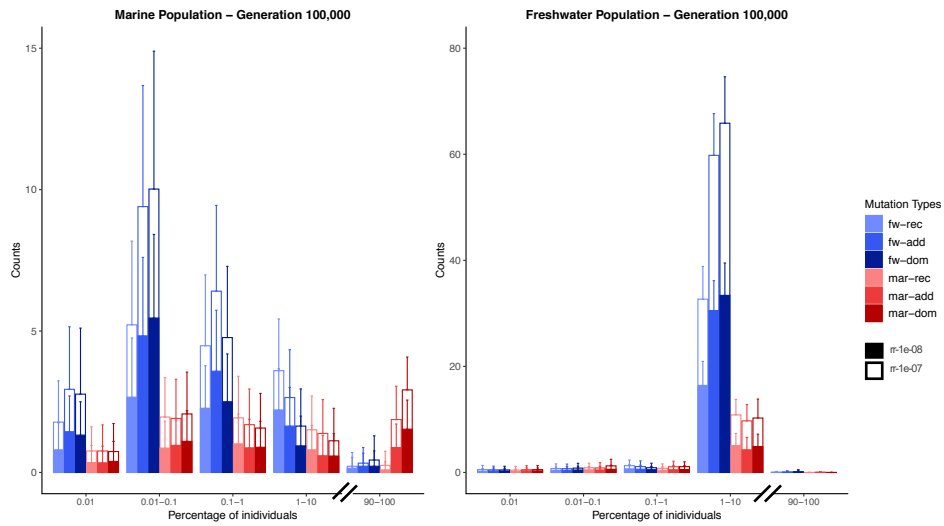 Marine Population – Generation 100,000
Freshwater Population – Generation 100,000
Counts
15
10
5
0
0.01
0.01–0.1
0.1–1
1–10
90–100
Percentage of inidividuals
Counts
80
60
40
20
0
0.01
0.01–0.1
0.1–1
1–10
90–100
Percentage of inidividuals
Mutation Types
fw–rec
fw–add
fw–dom
mar–rec
mar–add
mar–dom
rr-1e-08
rr-1e-07